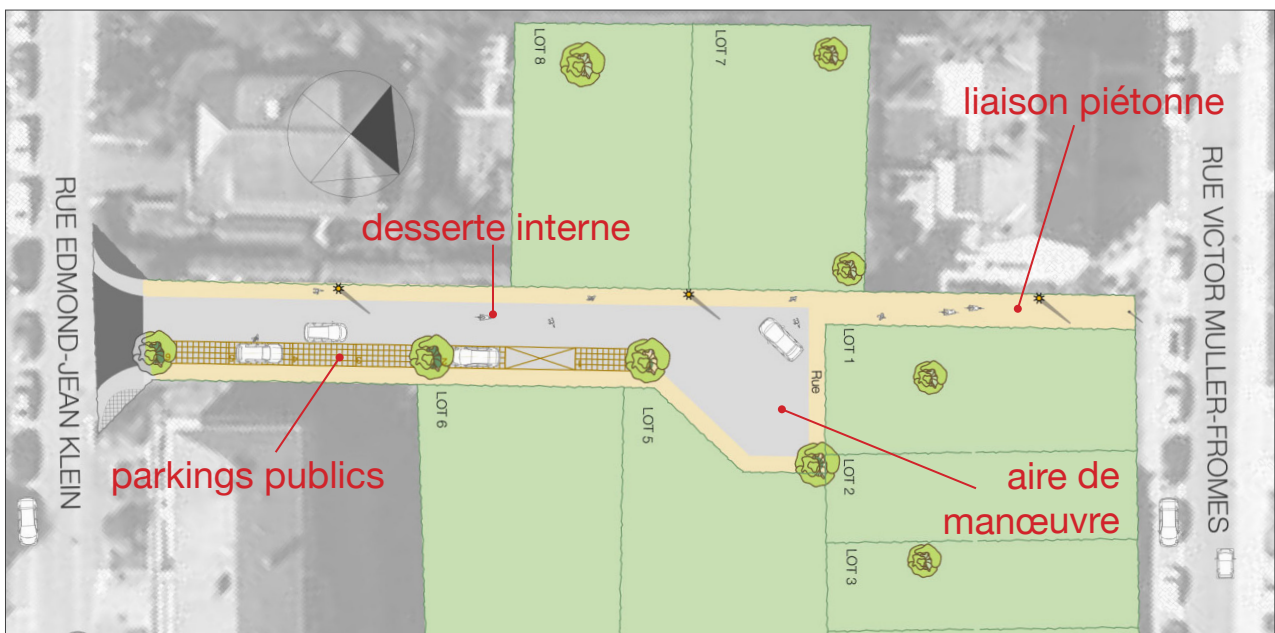 LOT 8
LOT 7
liaison piétonne
RUE EDMOND-JEAN KLEIN
desserte interne
RUE VICTOR MULLER-FROMES
LOT 1
Rue
LOT 6
LOT 5
parkings publics
LOT 2
aire de
manœuvre
LOT 3